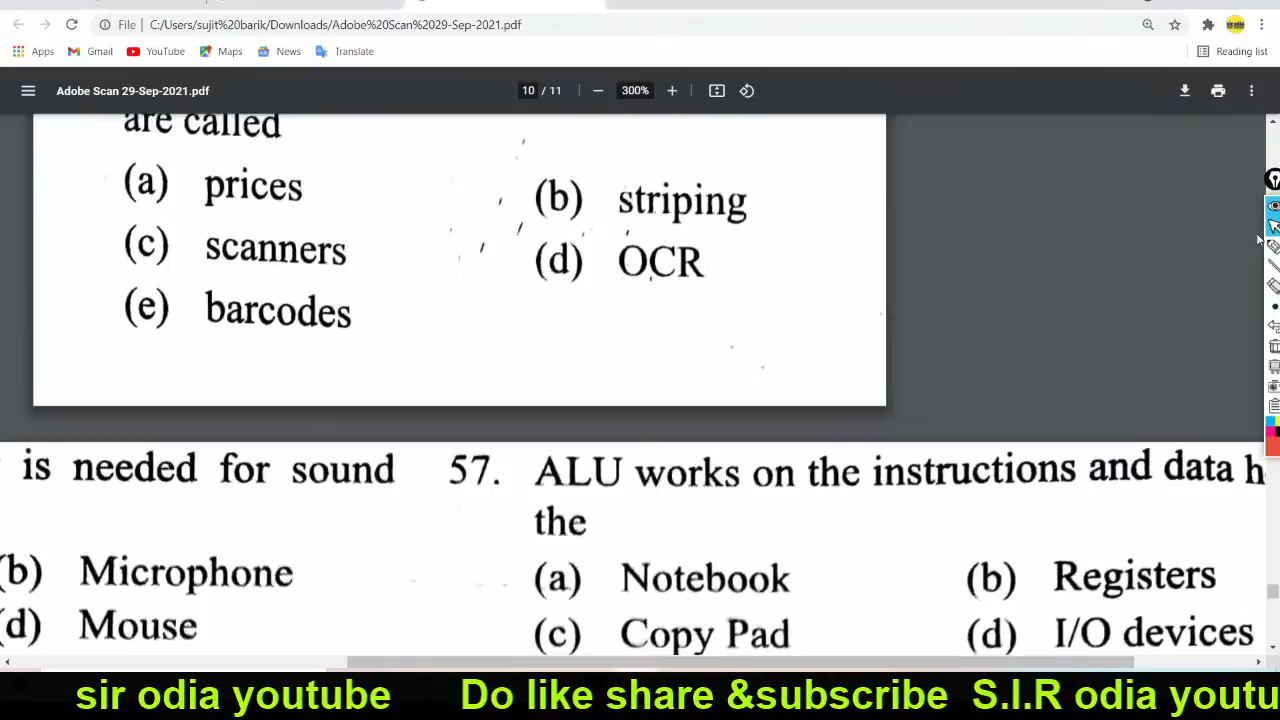 File
C:/Users/sujit%20barik/Downloads/Adobe%20Scan%2029-Sep-2021.pdf
Apps Gmail YouTube Maps News Translate Reading list
Adobe Scan 29-Sep-2021.pdf
10 / 11
300%
are called
(a) prices
(b) striping
(c) scanners
(d) OCR
(e) barcodes
is needed for sound
(b) Microphone
(d) Mouse
57. ALU works on the instructions and data
the
(a) Notebook (b) Registers
(c) Copy Pad (d) I/O devices
sir odia youtube Do like share &subscribe S.I.R odia youtu